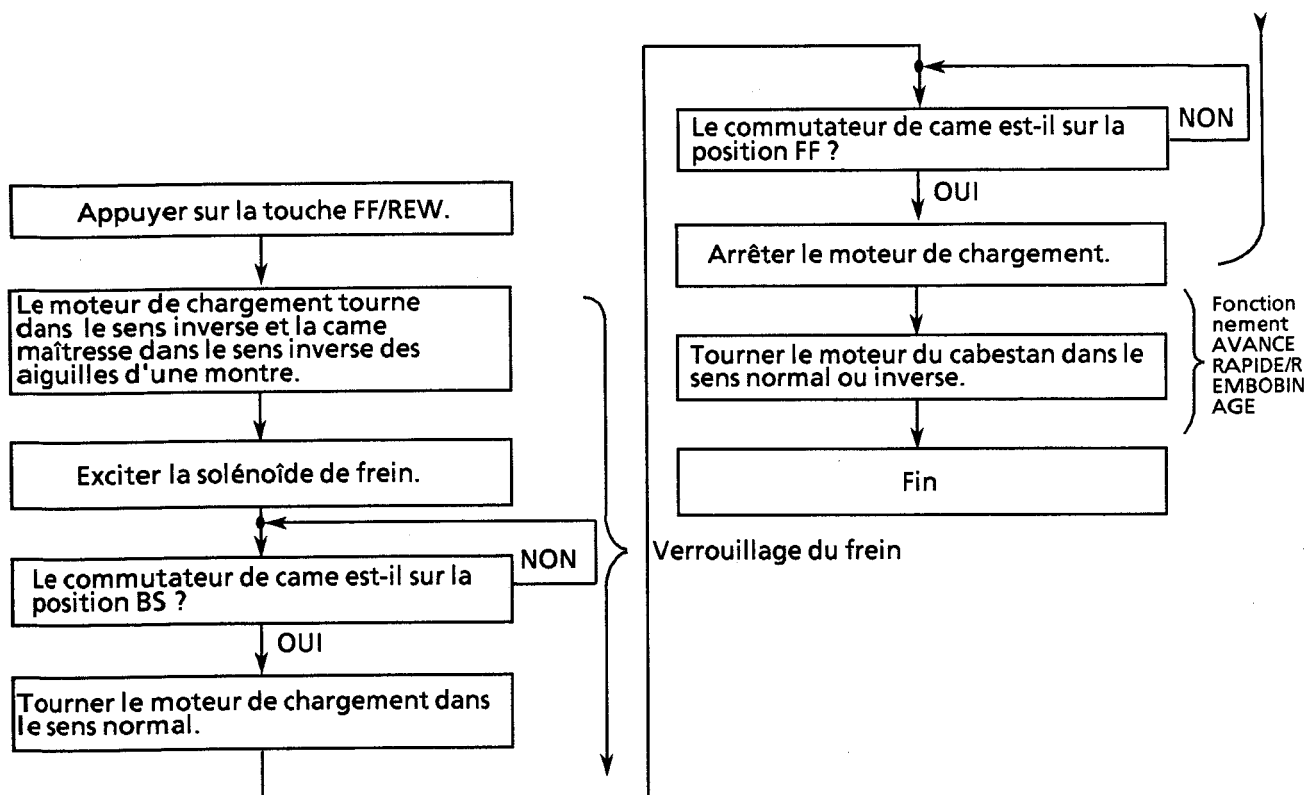 Appuyer sur la touche FF/REW.
Le moteur de chargement tourne
dans le sens inverse et la came
maîtresse dans le sens inverse des
aiguilles d'une montre.
Exciter la solénoîde de frein.
NON
Le commutateur de came est-il sur la
position BS ?
OUI
Tourner le moteur de chargement dans
le sens normal.
Verrouillage du frein
Le commutateur de came est-il sur la
position FF ?
NON
OUI
Arrêter le moteur de chargement.
Tourner le moteur du cabestan dans le
sens normal ou inverse.
Fonction
nement
AVANCE
RAPIDE/R
EMBOBIN
AGE
Fin